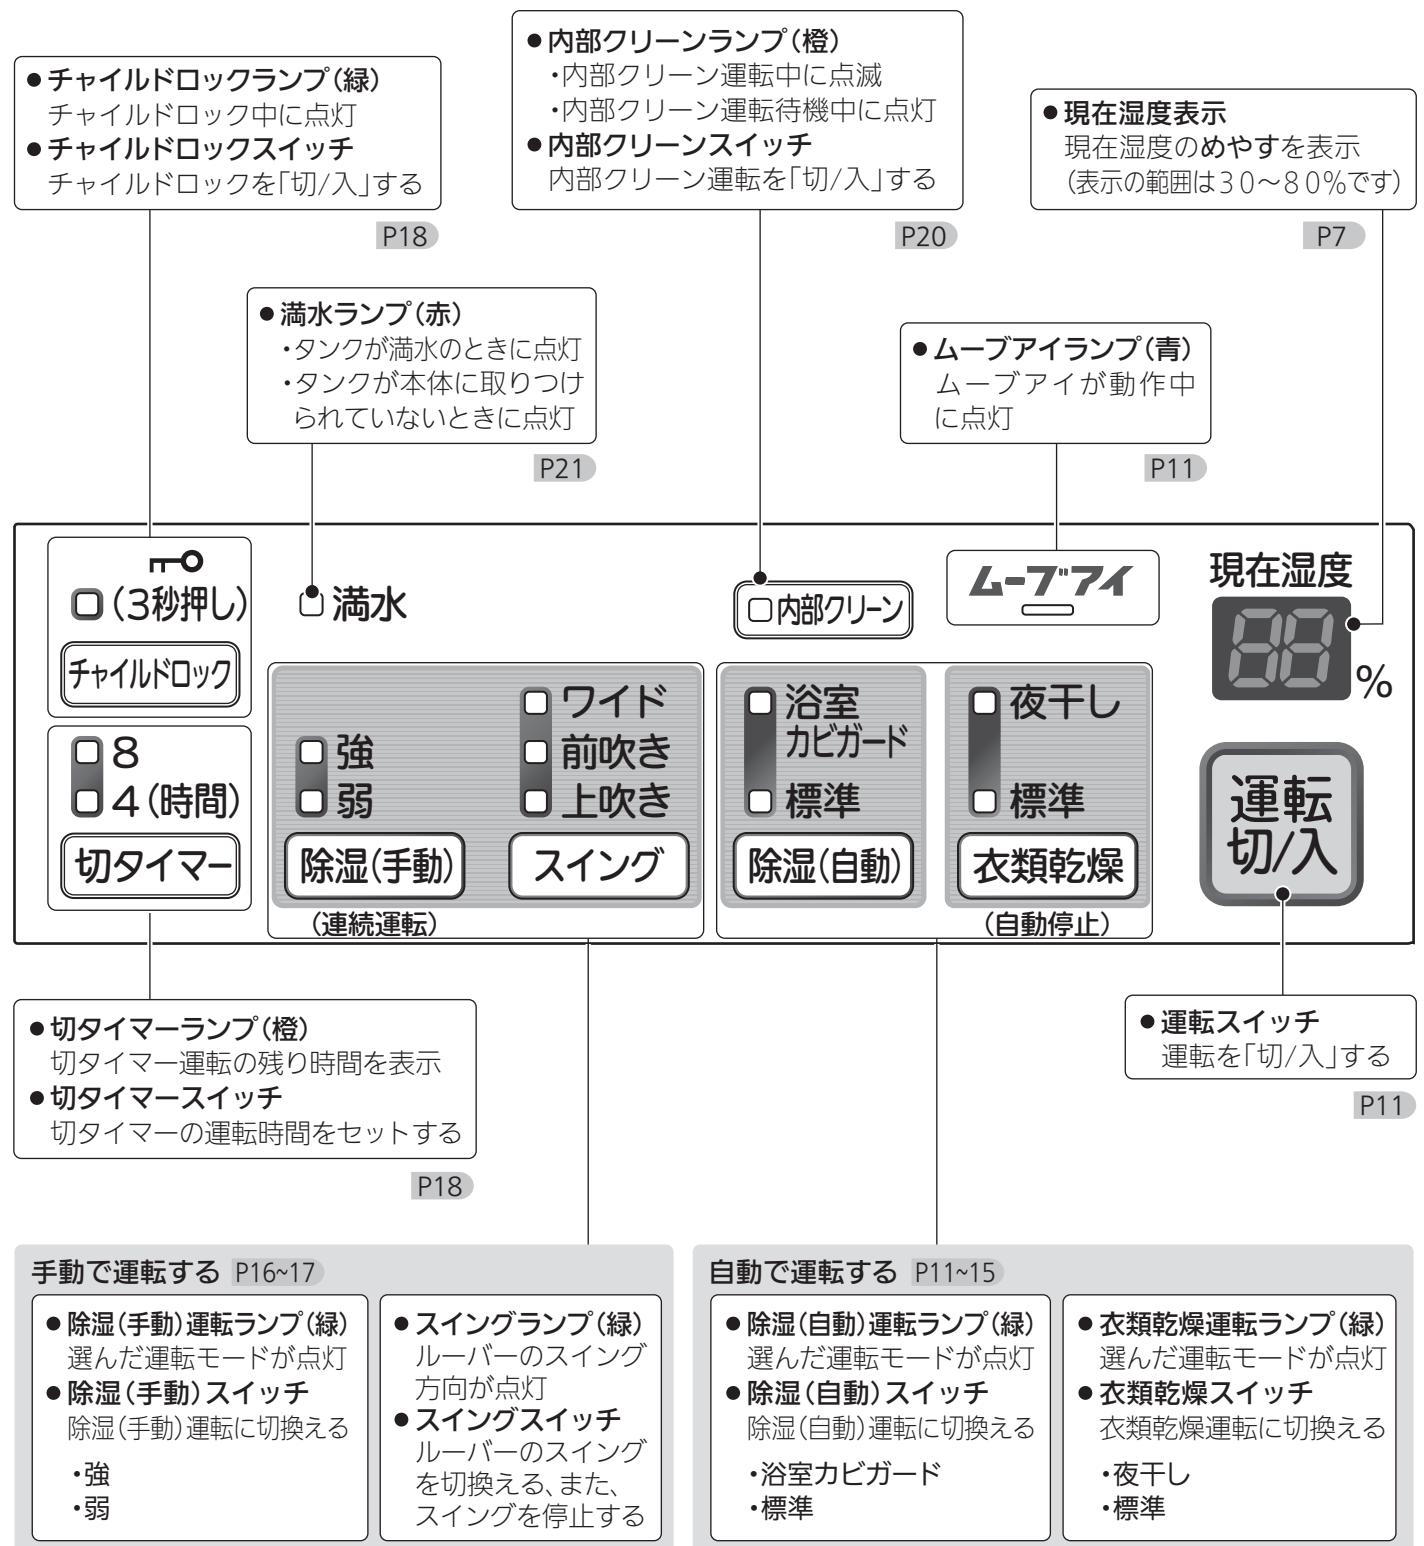 ●チャイルドロックランプ(緑)
チャイルドロック中に点灯
●チャイルドロックスイッチ
チャイルドロックを「切/入」する
P18
●内部クリーンランプ(橙)
・内部クリーン運転中に点滅
・内部クリーン運転待機中に点灯
●内部クリーンスイッチ
内部クリーン運転を「切/入」する
P20
●現在湿度表示
現在湿度のめやすを表示
(表示の範囲は30〜80%です)
P7
●満水ランプ(赤)
・タンクが満水のときに点灯
・タンクが本体に取りつけ
られていないときに点灯
P21
●ムーブアイランプ(青)
ムーブアイが動作中
に点灯
P11
(3秒押し)
チャイルドロック
満水
内部クリーン
ムーブアイ
現在湿度
88
%
8
4(時間)
切タイマー
強
弱
除湿(手動)
ワイド
前吹き
上吹き
スイング
(連続運転)
浴室
カビガード
標準
除湿(自動)
夜干し
標準
衣類乾燥
(自動停止)
運転
切/入
●切タイマーランプ(橙)
切タイマー運転の残り時間を表示
●切タイマースイッチ
切タイマーの運転時間をセットする
P18
●運転スイッチ
運転を「切/入」する
P11
手動で運転する P16~17
●除湿(手動)運転ランプ(緑)
選んだ運転モードが点灯
●除湿(手動)スイッチ
除湿(手動)運転に切換える
・強
・弱
●スイングランプ(緑)
ルーバーのスイング
方向が点灯
●スイングスイッチ
ルーバーのスイング
を切換える、また、
スイングを停止する
自動で運転する P11~15
●除湿(自動)運転ランプ(緑)
選んだ運転モードが点灯
●除湿(自動)スイッチ
除湿(自動)運転に切換える
・浴室カビガード
・標準
●衣類乾燥運転ランプ(緑)
選んだ運転モードが点灯
●衣類乾燥スイッチ
衣類乾燥運転に切換える
・夜干し
・標準